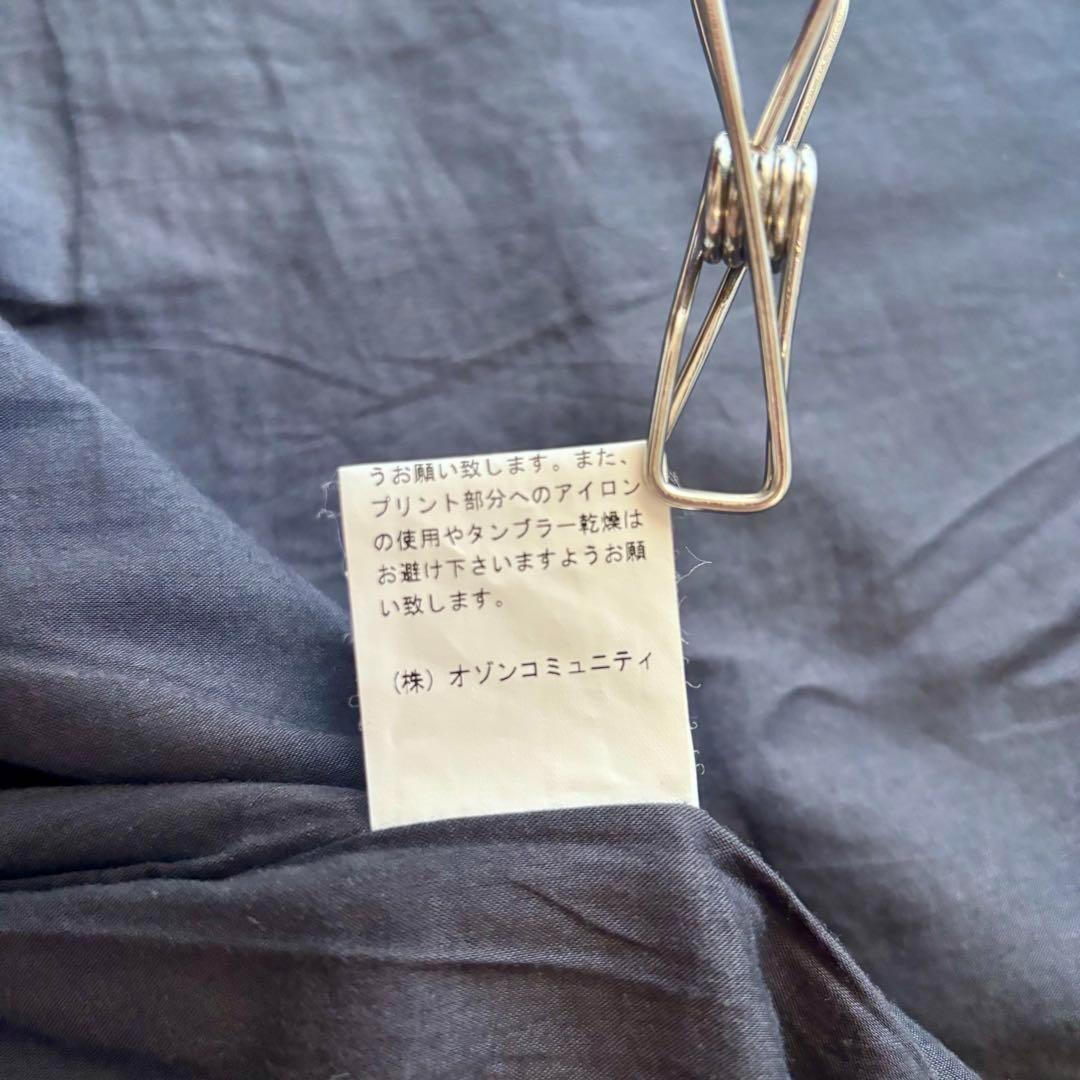 うお願い致します。また、
プリント部分へのアイロン
の使用やタンブラー乾燥は
お避け下さいますようお願
い致します。
(株) オゾンコミュニティ